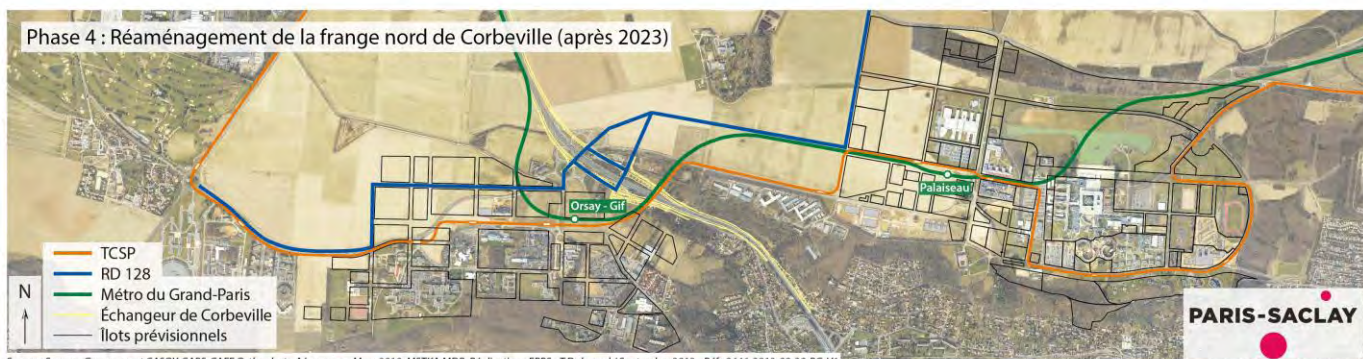 Phase 4 : Réaménagement de la frange nord de Corbeville (après 2023)
Orsay - Gif
Palaiseau
TCSP
RD 128
Métro du Grand-Paris
Échangeur de Corbeville
Îlots prévisionnels
N
PARIS-SACLAY